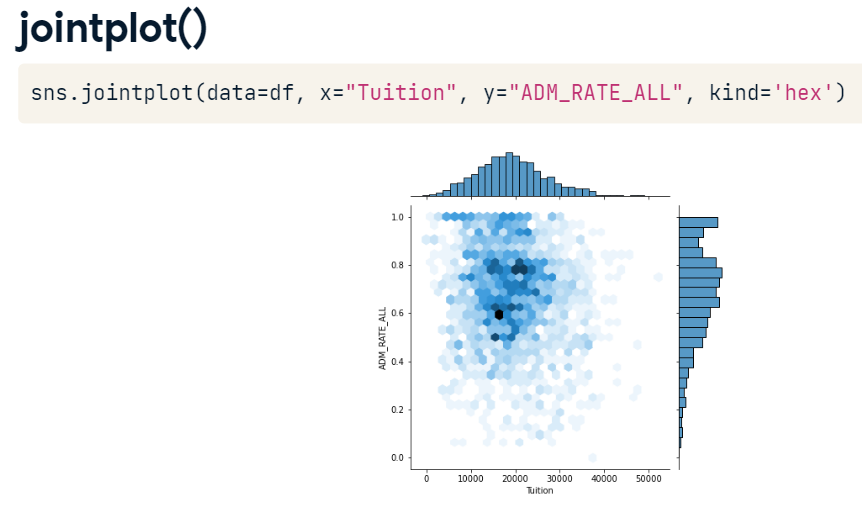 jointplot()
sns.jointplot(data=df, x="Tuition", y="ADM_RATE_ALL", kind='hex')
1.0
0.8
0.6
0.4
0.2
0.0
ADM_RATE_ALL
0 10000 20000 30000 40000 50000
Tuition